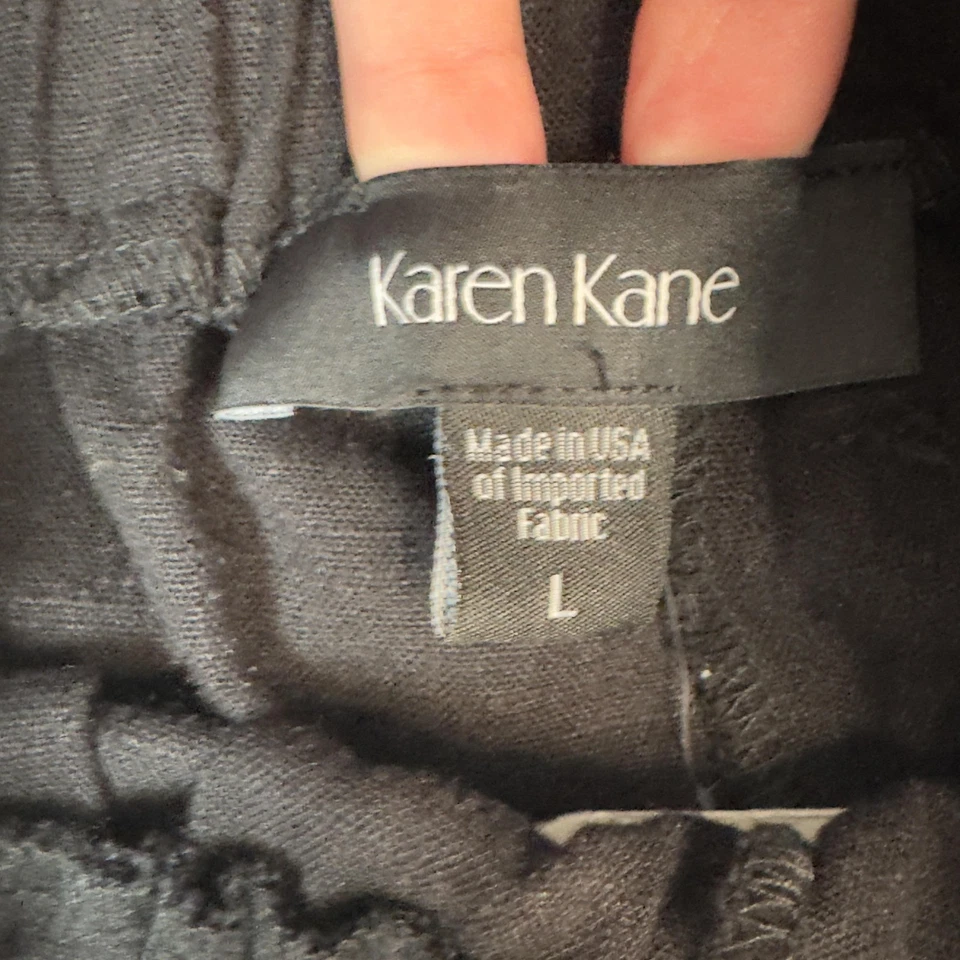 Karen Kane
Made in USA
of Imported
Fabric
L